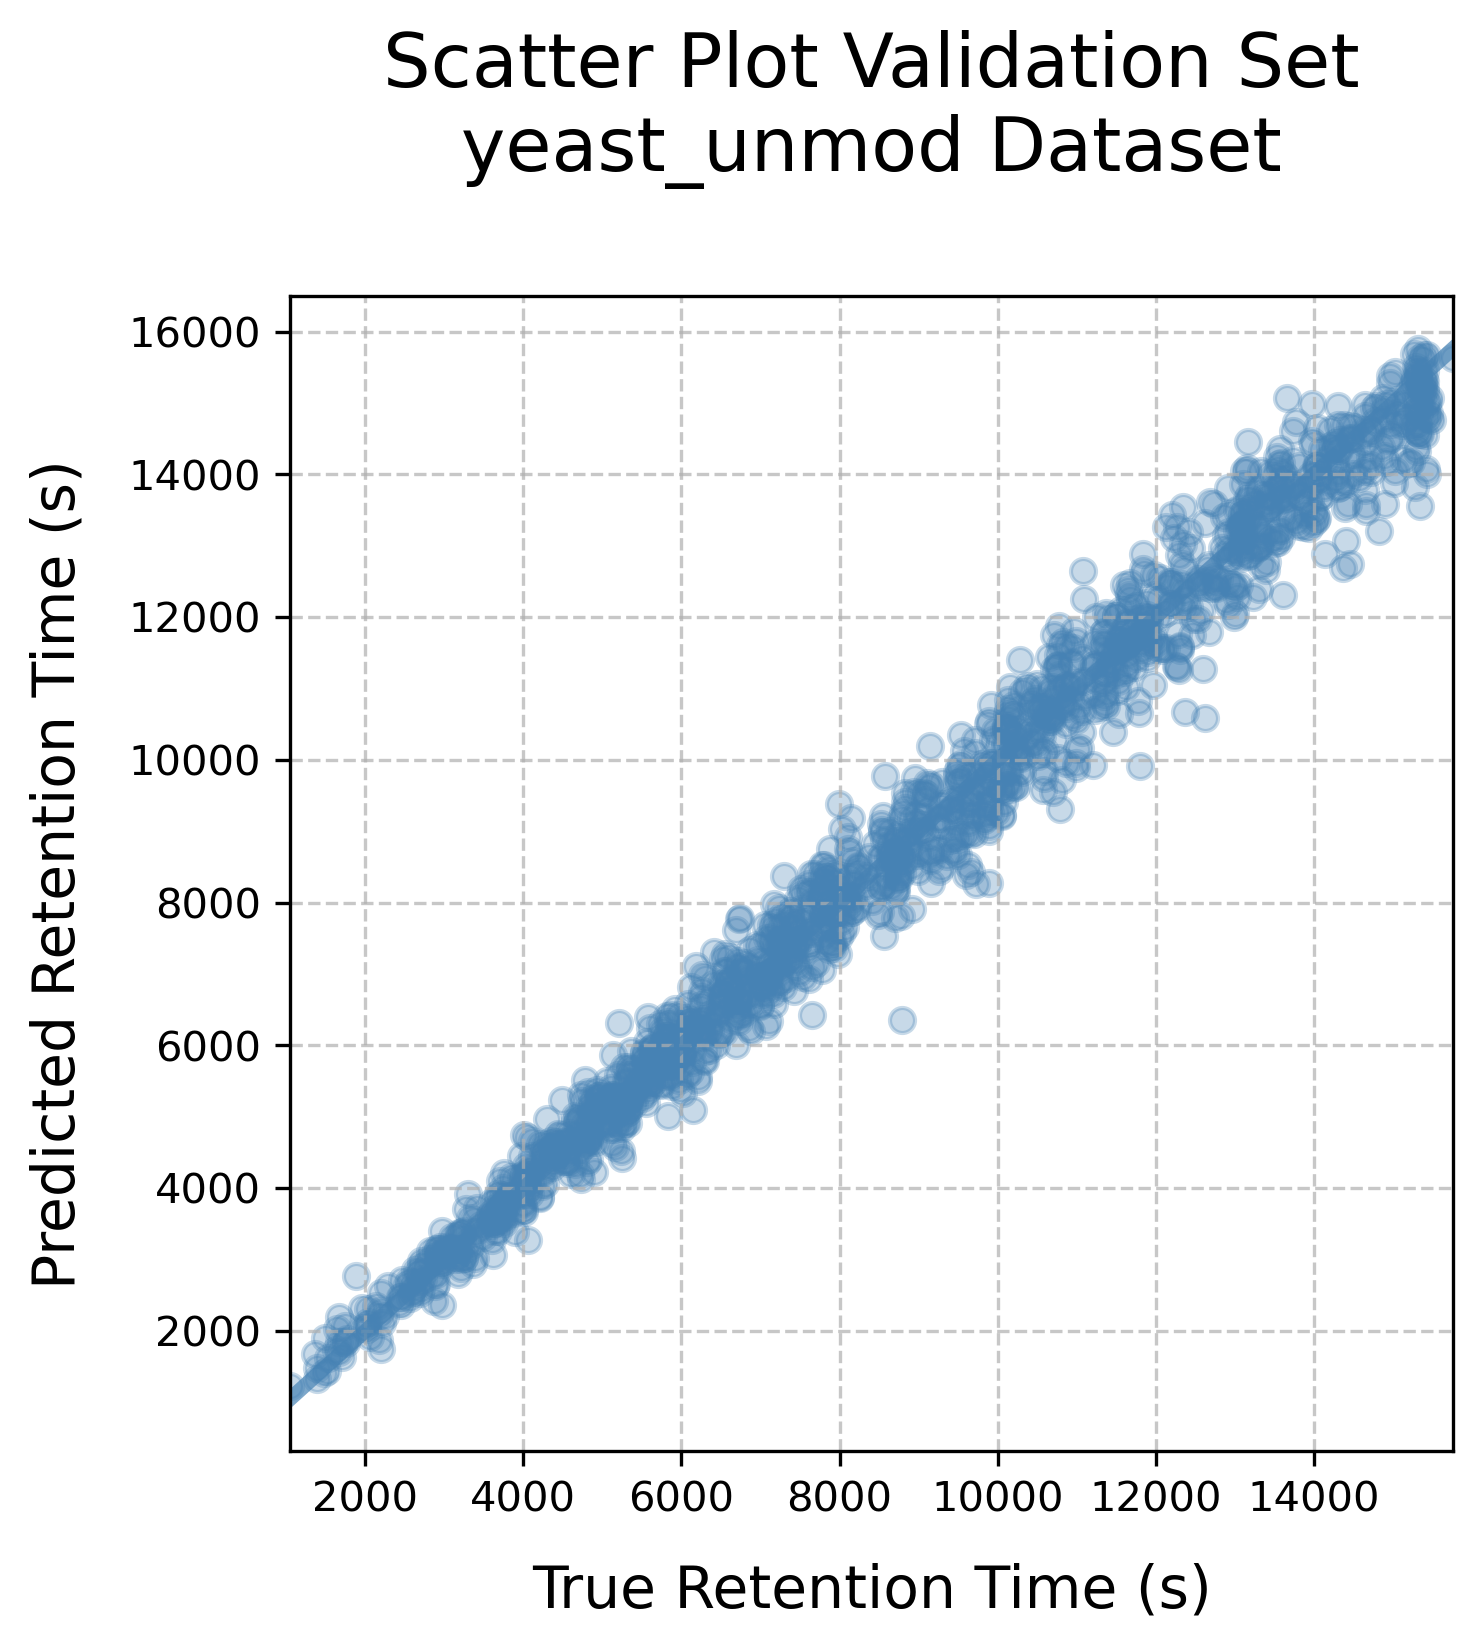 Scatter Plot Validation Set
yeast_unmod Dataset
16000
14000
12000
10000
8000
6000
4000
2000
Predicted Retention Time (s)
2000 4000 6000 8000 10000 12000 14000
True Retention Time (s)